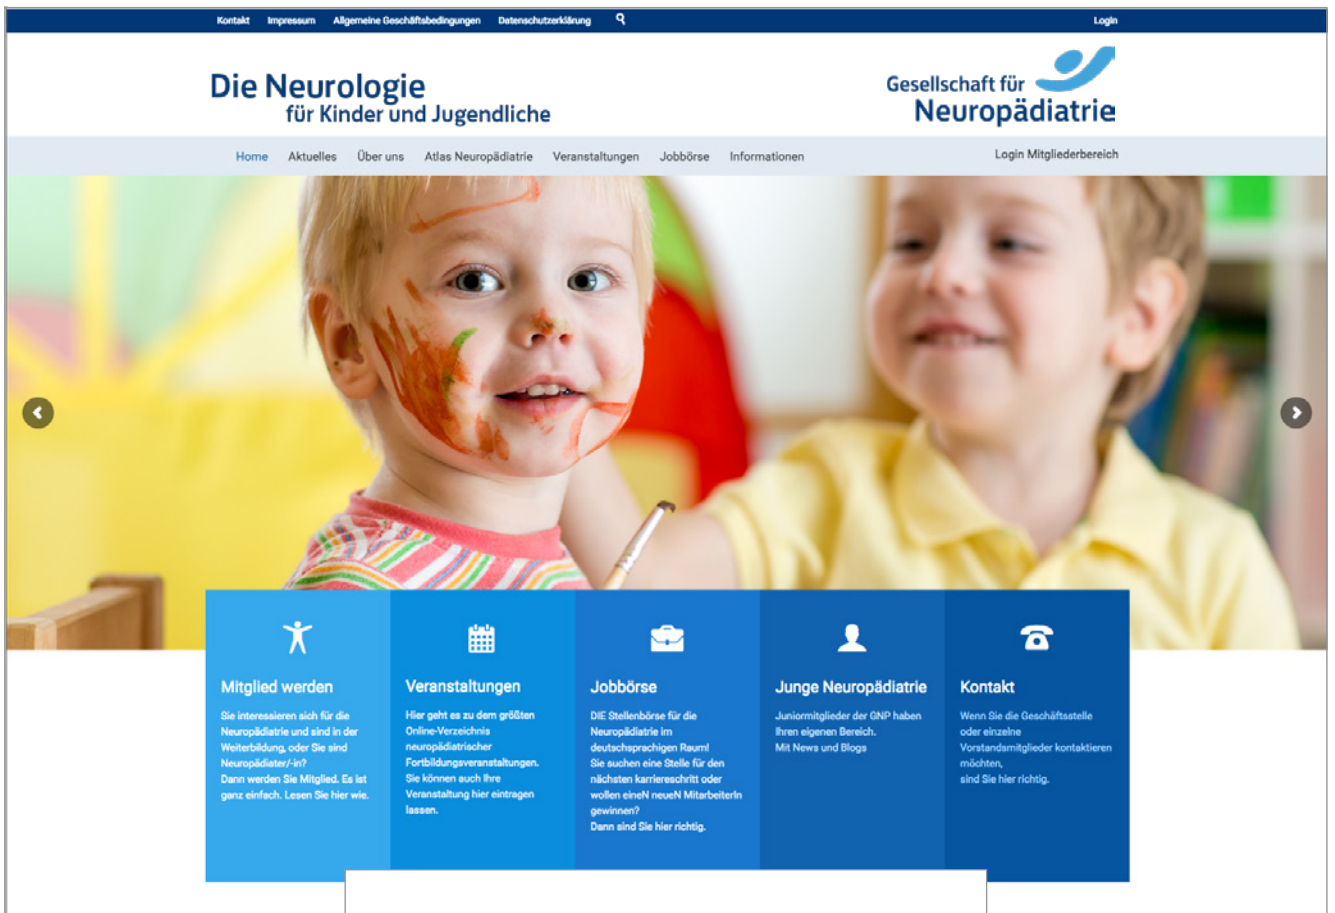 Kontakt Impressum Allgemeine Geschäftsbedingungen Datenschutzerklärung Login
Die Neurologie
für Kinder und Jugendliche
Gesellschaft für
Neuropädiatrie
Home Aktuelles Über uns Atlas Neuropädiatrie Veranstaltungen Jobbörse Informationen Login Mitgliederbereich
Mitglied werden
Sie interessieren sich für die
Neuropädiatrie und sind in der
Weiterbildung, oder Sie sind
Neuropädiater/-in?
Dann werden Sie Mitglied. Es ist
ganz einfach. Lesen Sie hier wie.
Veranstaltungen
Hier geht es zu dem größten
Online-Verzeichnis
neuropädiatrischer
Fortbildungsveranstaltungen.
Sie können auch Ihre
Veranstaltung hier eintragen
lassen.
Jobbörse
DIE Stellenbörse für die
Neuropädiatrie im
deutschsprachigen Raum!
Sie suchen eine Stelle für den
nächsten karriereschritt oder
wollen eineN neueN MitarbeiterIn
gewinnen?
Dann sind Sie hier richtig.
Junge Neuropädiatrie
Juniormitglieder der GNP haben
Ihren eigenen Bereich.
Mit News und Blogs
Kontakt
Wenn Sie die Geschäftsstelle
oder einzelne
Vorstandsmitglieder kontaktieren
möchten,
sind Sie hier richtig.